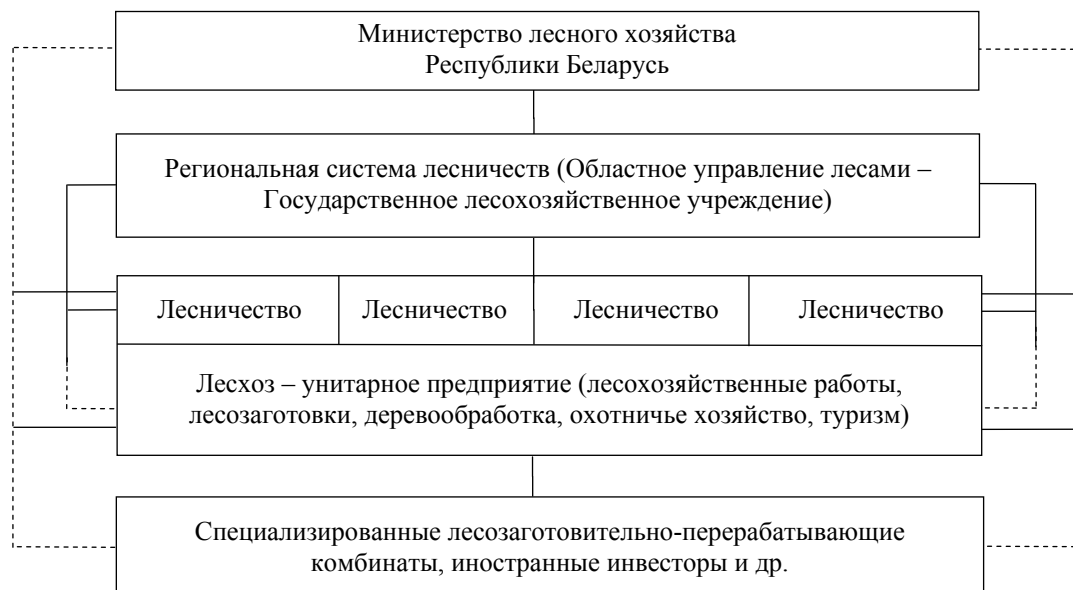 Министерство лесного хозяйства
Республики Беларусь
Региональная система лесничеств (Областное управление лесами –
Государственное лесохозяйственное учреждение)
Лесничество Лесничество Лесничество Лесничество
Лесхоз – унитарное предприятие (лесохозяйственные работы,
лесозаготовки, деревообработка, охотничье хозяйство, туризм)
Специализированные лесозаготовительно-перерабатывающие
комбинаты, иностранные инвесторы и др.